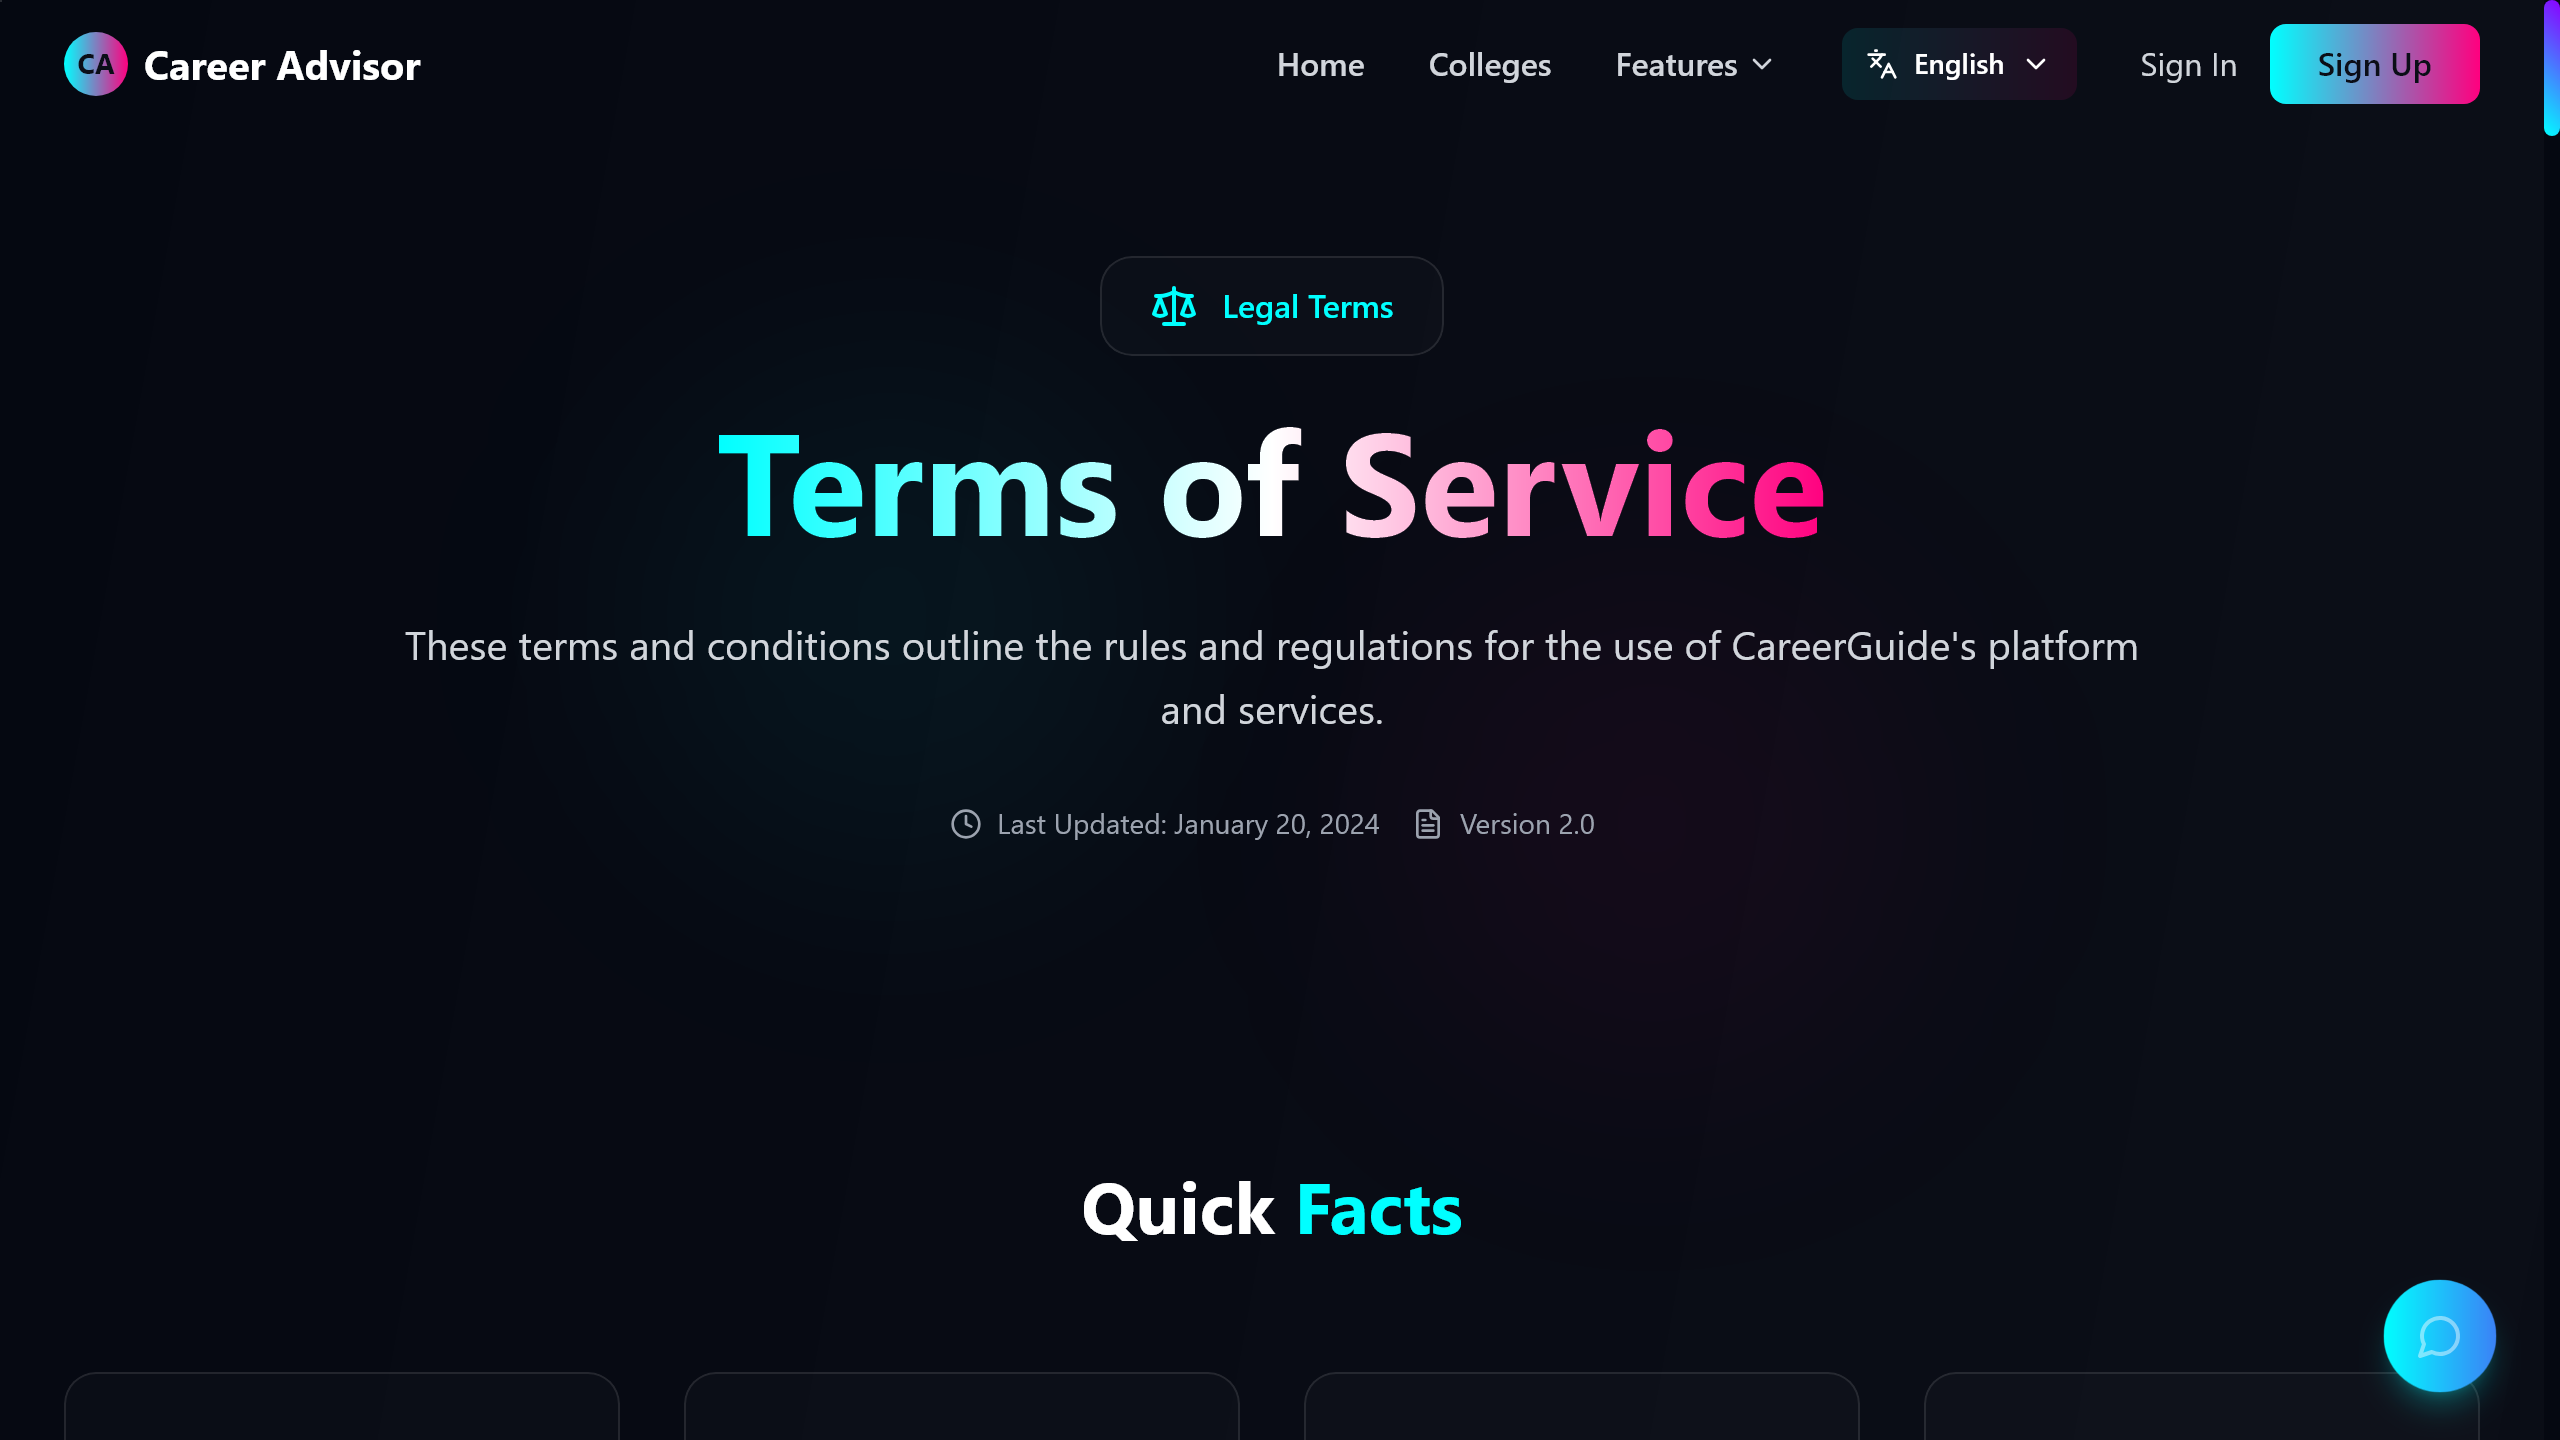 CA Career Advisor
Home
Colleges
Features
English
Sign In
Sign Up
Legal Terms
Terms of Service
These terms and conditions outline the rules and regulations for the use of CareerGuide's platform
and services.
Last Updated: January 20, 2024
Version 2.0
Quick Facts